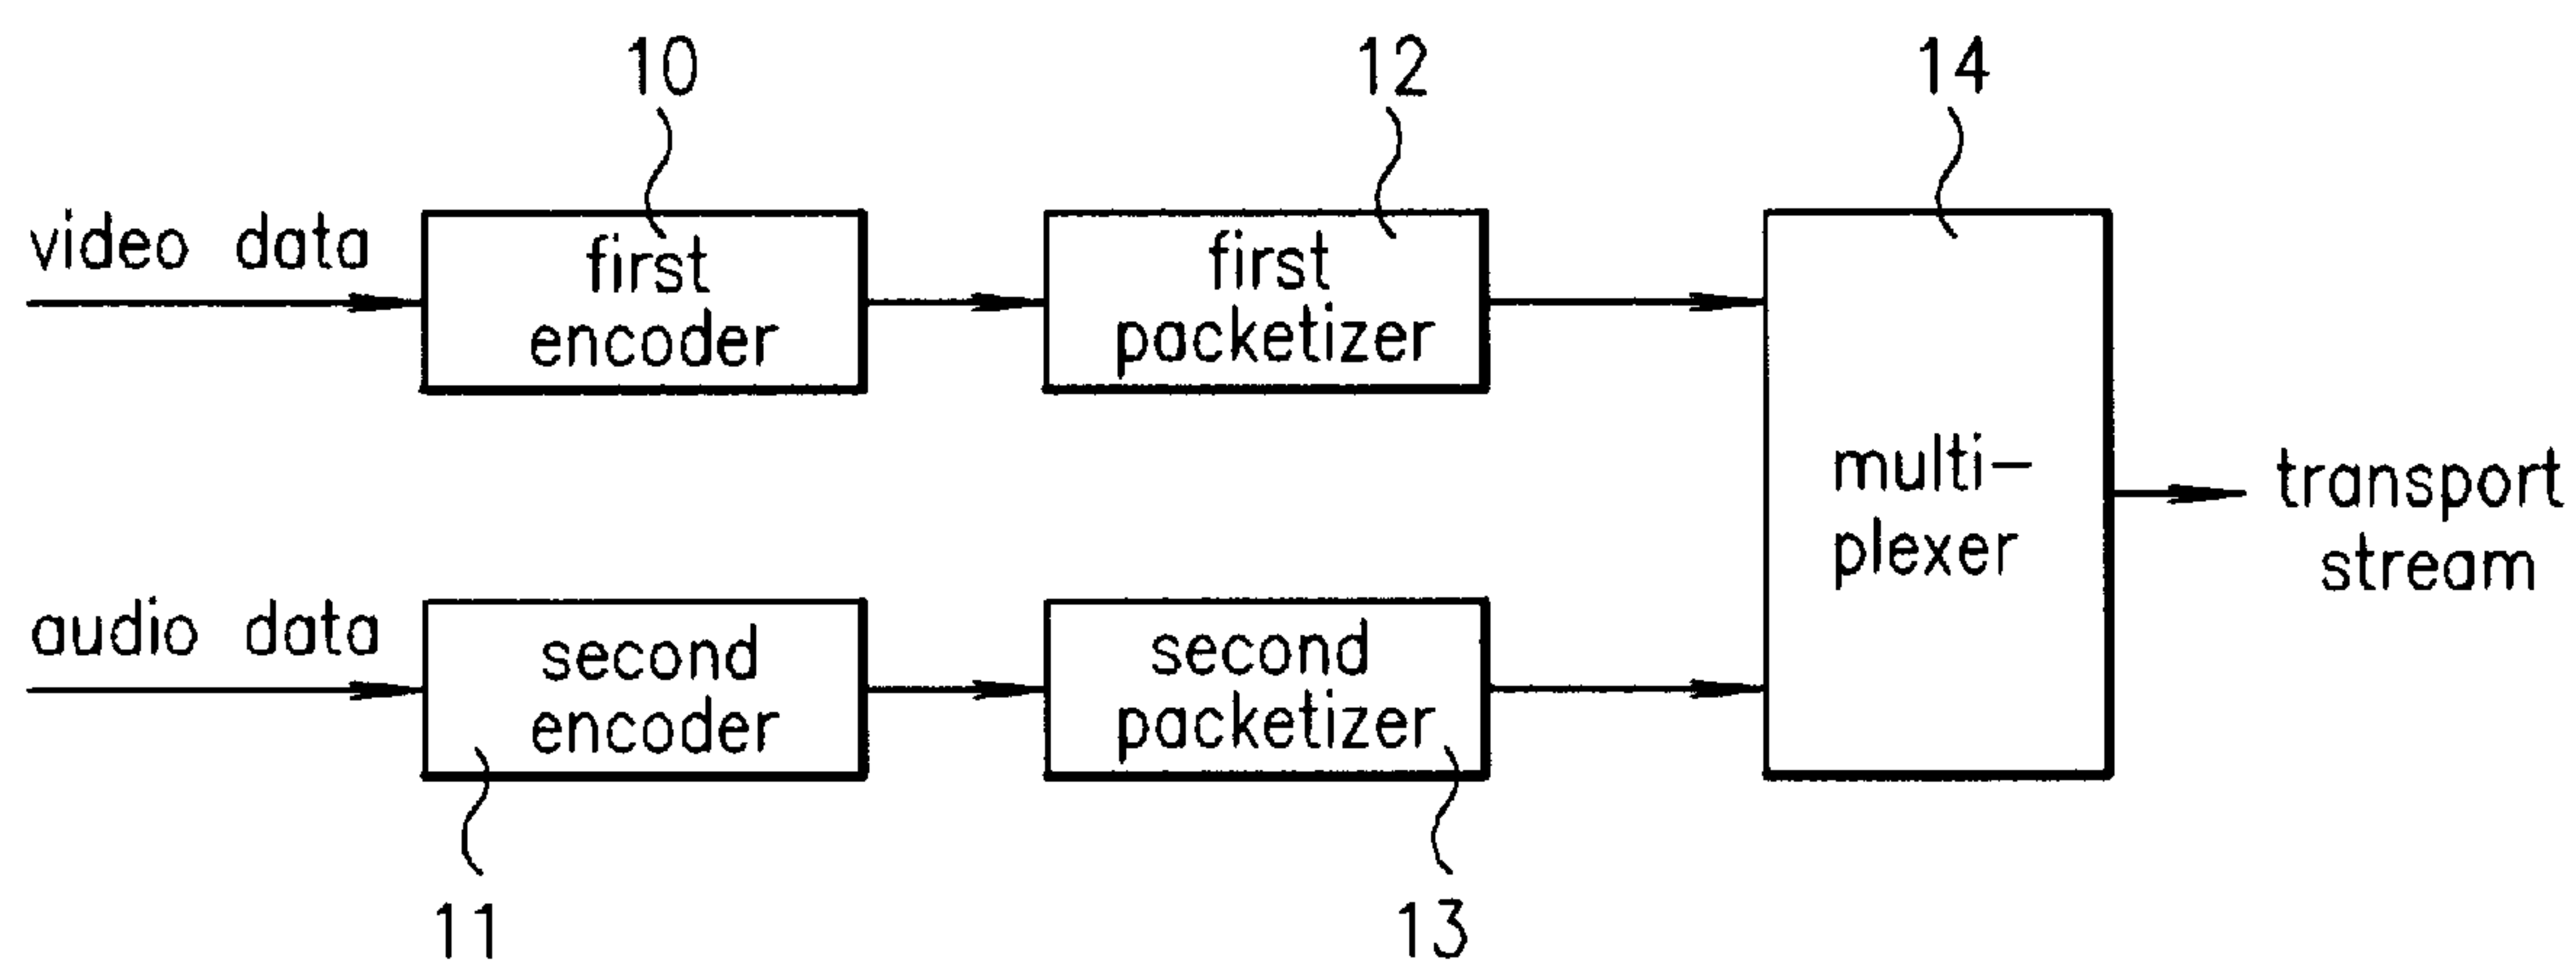 10
12
14
video data
first
encoder
first
packetizer
multi-
plexer
transport
stream
audio data
second
encoder
second
packetizer
11
13